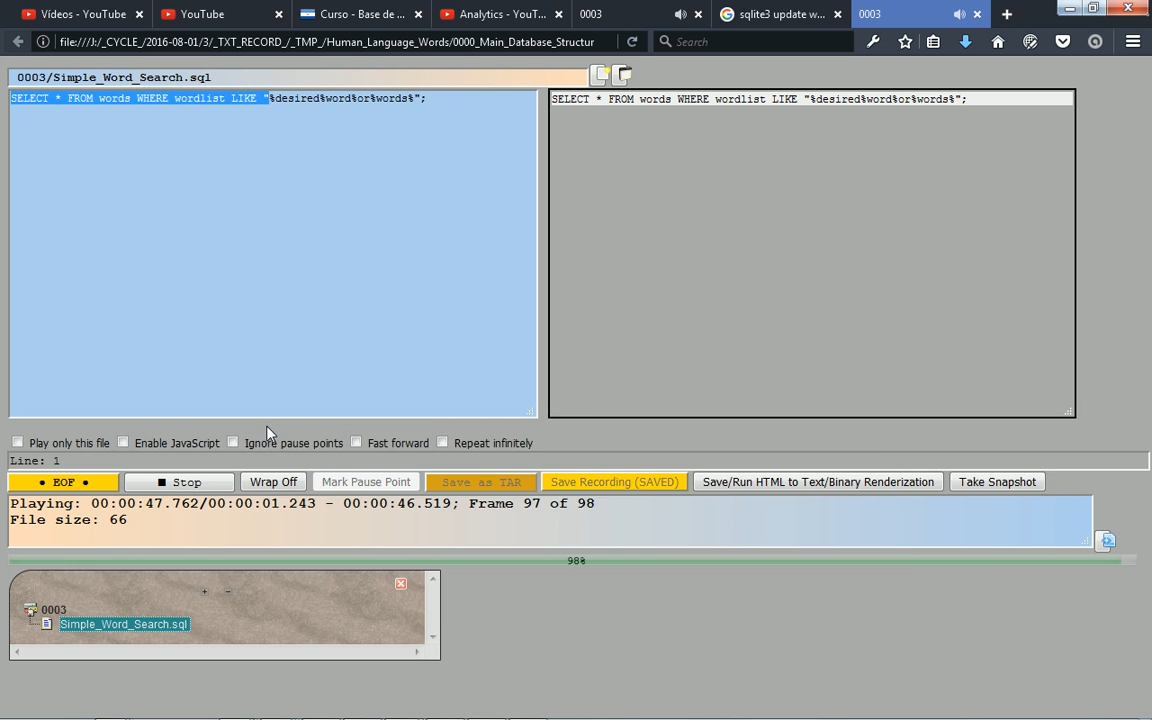 Vídeos - YouTube
YouTube
Curso - Base de ...
Analytics - YouT...
0003
sqlite3 update w...
0003
file:///J:/_CYCLE_/2016-08-01/3/_TXT_RECORD_/_TMP_/Human_Language_Words/0000_Main_Database_Structur
Search
0003/Simple_Word_Search.sql
SELECT * FROM words WHERE wordlist LIKE "%desired%word%or%words%";
SELECT * FROM words WHERE wordlist LIKE "%desired%word%or%words%";
Play only this file
Enable JavaScript
Ignore pause points
Fast forward
Repeat infinitely
Line: 1
● EOF ●
■ Stop
Wrap Off
Mark Pause Point
Save as TAR
Save Recording (SAVED)
Save/Run HTML to Text/Binary Renderization
Take Snapshot
Playing: 00:00:47.762/00:00:01.243 - 00:00:46.519; Frame 97 of 98
File size: 66
98%
+ -
0003
Simple_Word_Search.sql